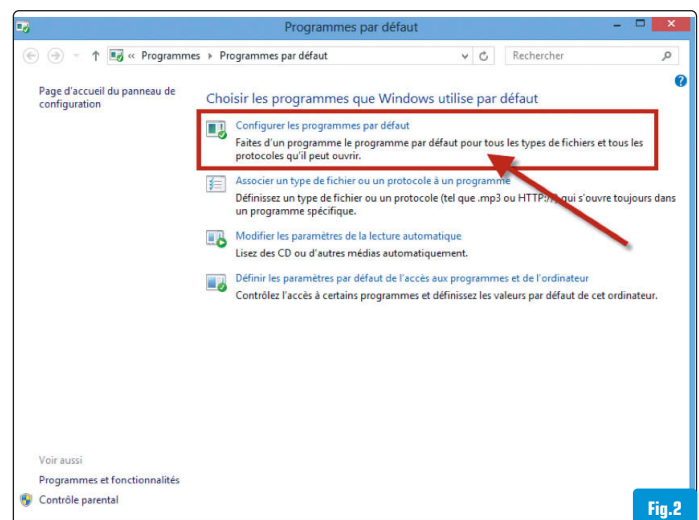 Programmes par défaut
« Programmes ▸ Programmes par défaut
Rechercher
Page d'accueil du panneau de
configuration
Choisir les programmes que Windows utilise par défaut
Configurer les programmes par défaut
Faites d'un programme le programme par défaut pour tous les types de fichiers et tous les
protocoles qu'il peut ouvrir.
Associer un type de fichier ou un protocole à un programme
Définissez un type de fichier ou un protocole (tel que .mp3 ou HTTP://) qui s'ouvre toujours dans
un programme spécifique.
Modifier les paramètres de la lecture automatique
Lisez des CD ou d'autres médias automatiquement.
Définir les paramètres par défaut de l'accès aux programmes et de l'ordinateur
Contrôlez l'accès à certains programmes et définissez les valeurs par défaut de cet ordinateur.
Voir aussi
Programmes et fonctionnalités
Contrôle parental
Fig.2